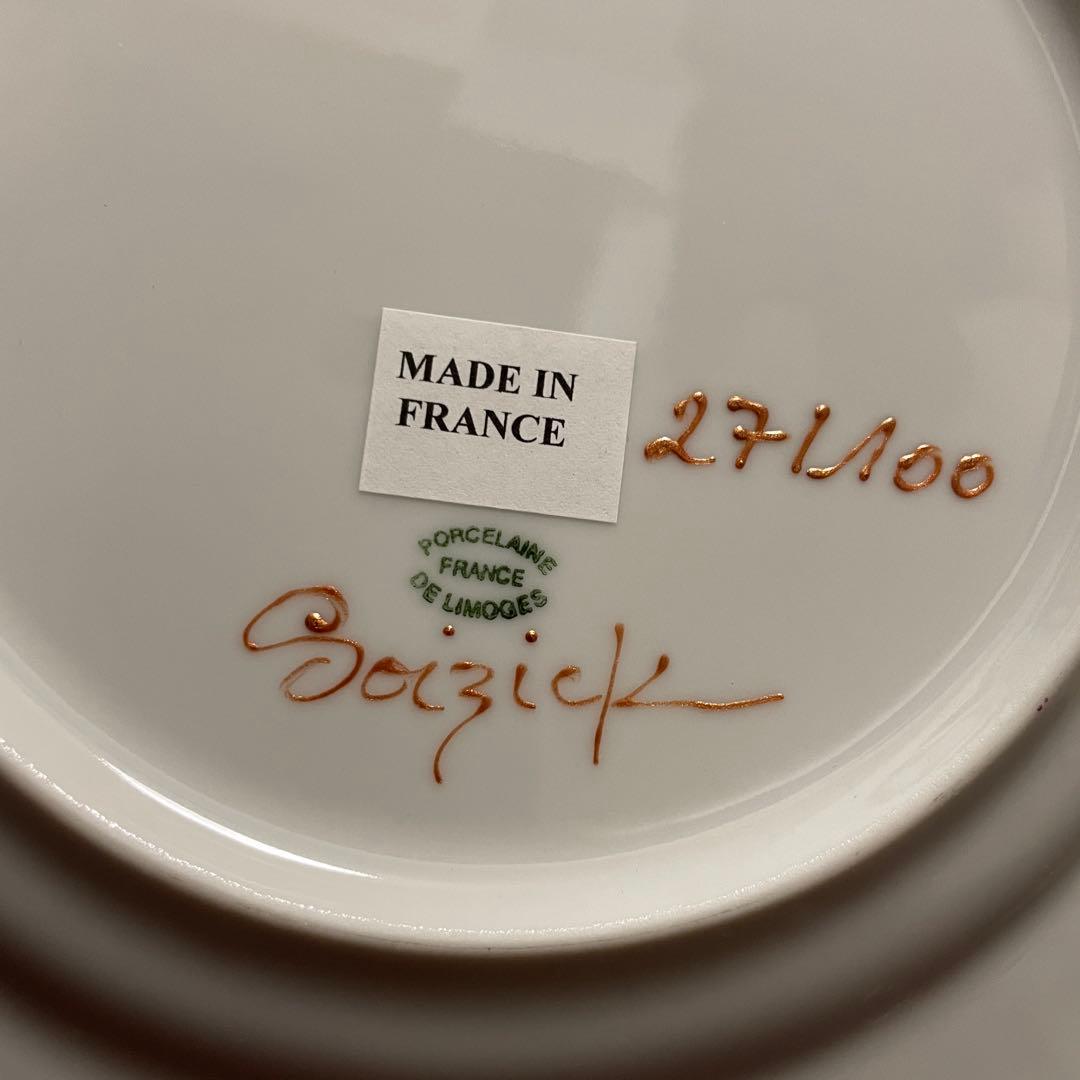 MADE IN
FRANCE
27/100
PORCELAINE
FRANCE
DE LIMOGES
Soizick